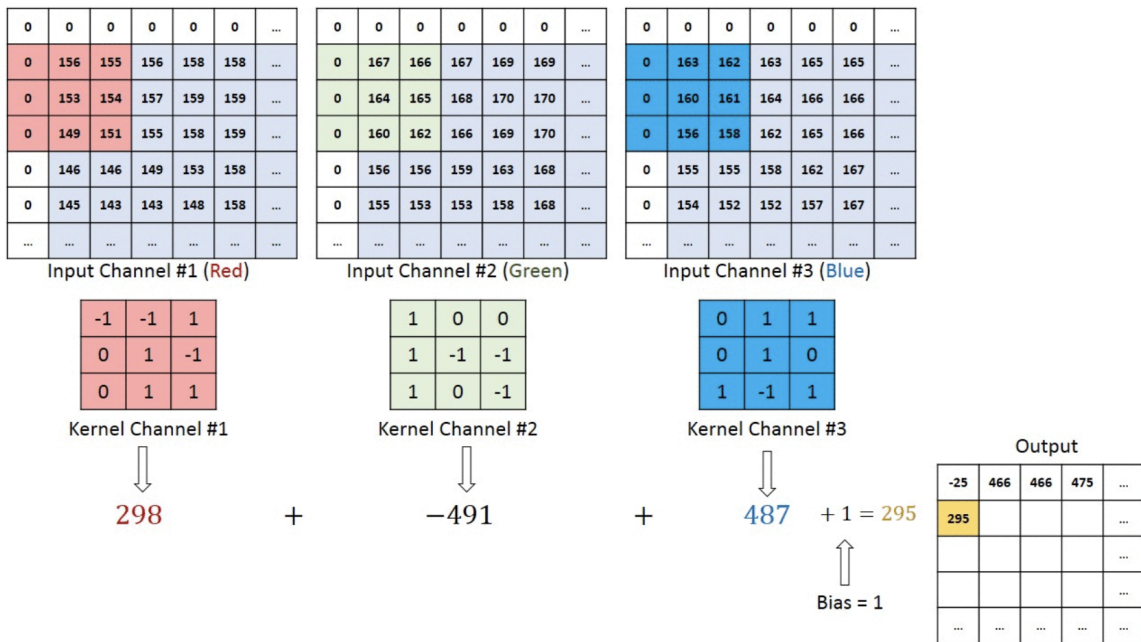 0 0 0 0 0 0 ...
0 156 155 156 158 158 ...
0 153 154 157 159 159 ...
0 149 151 155 158 159 ...
0 146 146 149 153 158 ...
0 145 143 143 148 158 ...
... ... ... ... ... ... ...
Input Channel #1 (Red)
0 0 0 0 0 0 ...
0 167 166 167 169 169 ...
0 164 165 168 170 170 ...
0 160 162 166 169 170 ...
0 156 156 159 163 168 ...
0 155 153 153 158 168 ...
... ... ... ... ... ... ...
Input Channel #2 (Green)
0 0 0 0 0 0 ...
0 163 162 163 165 165 ...
0 160 161 164 166 166 ...
0 156 158 162 165 166 ...
0 155 155 158 162 167 ...
0 154 152 152 157 167 ...
... ... ... ... ... ... ...
Input Channel #3 (Blue)
-1 -1 1
0 1 -1
0 1 1
Kernel Channel #1
1 0 0
1 -1 -1
1 0 -1
Kernel Channel #2
0 1 1
0 1 0
1 -1 1
Kernel Channel #3
298 + −491 + 487 + 1 = 295
Bias = 1
Output
-25 466 466 475 ...
295 ...
...
...
... ... ... ... ...